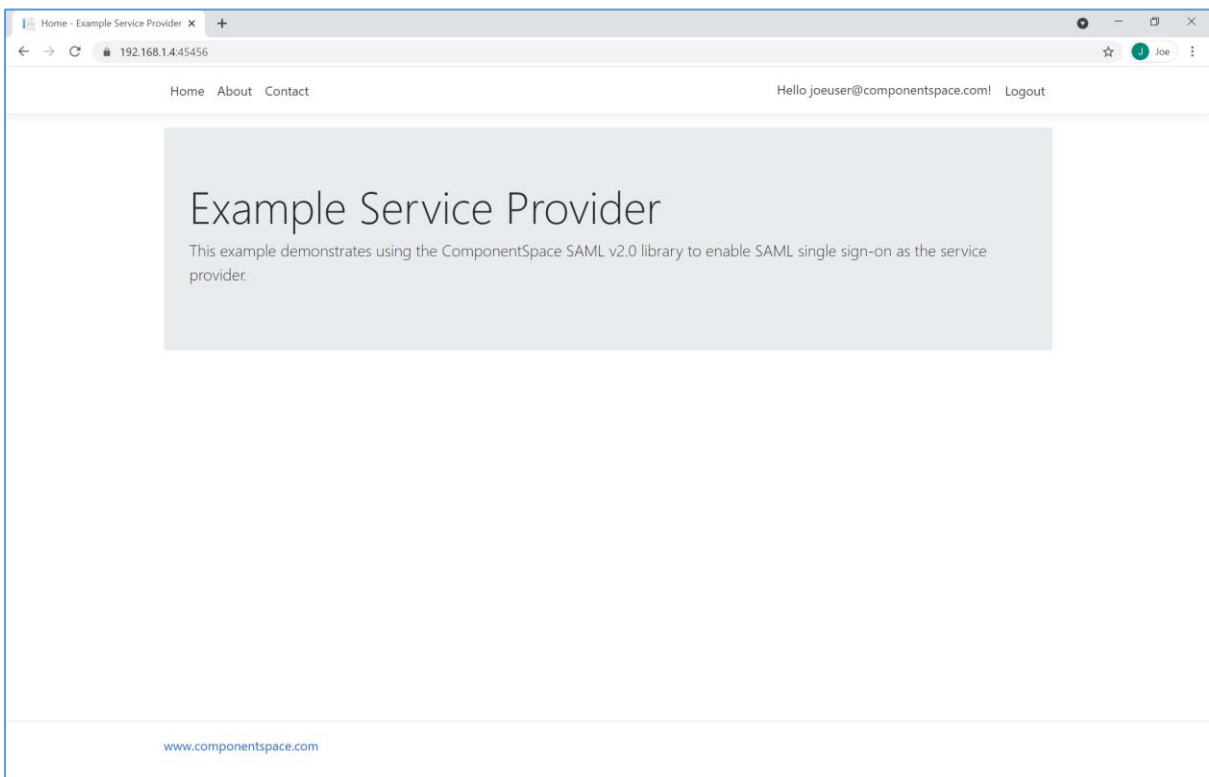 Home - Example Service Provider
192.168.1.4:45456
J Joe
Home About Contact Hello joeuser@componentspace.com! Logout
Example Service Provider
This example demonstrates using the ComponentSpace SAML v2.0 library to enable SAML single sign-on as the service
provider.
www.componentspace.com